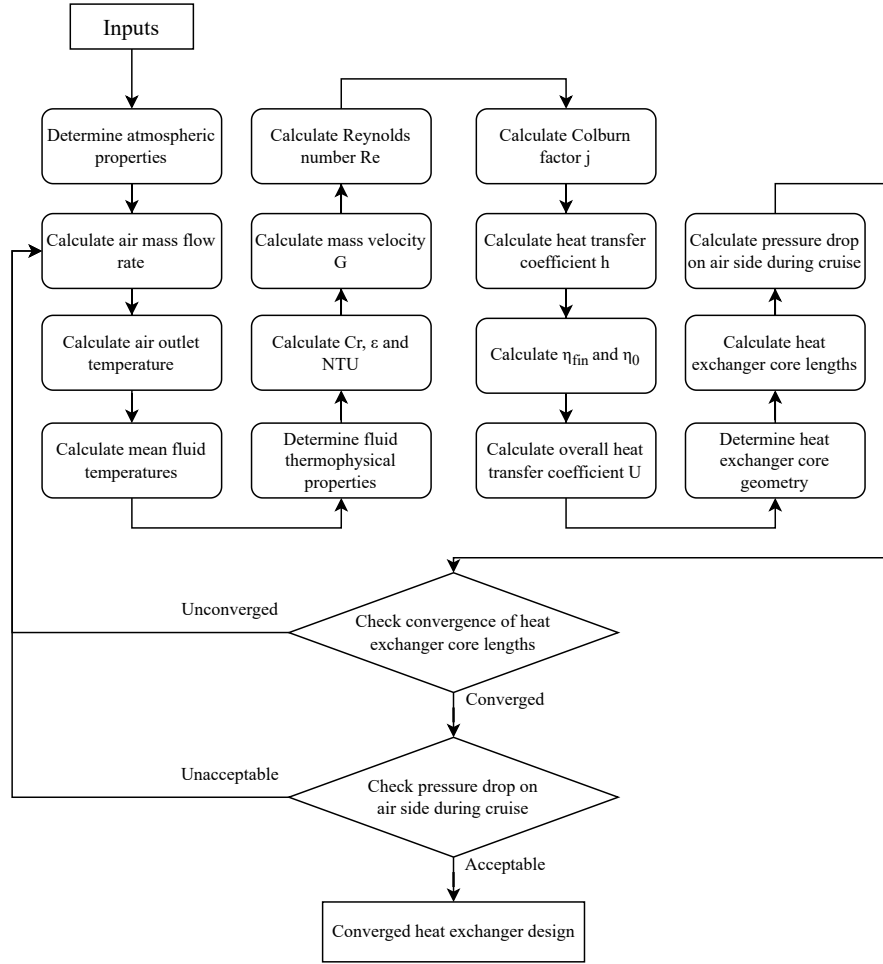 Inputs
Determine atmospheric
properties
Calculate air mass flow
rate
Calculate air outlet
temperature
Calculate mean fluid
temperatures
Determine fluid
thermophysical
properties
Calculate Cr, ε and
NTU
Calculate mass velocity
G
Calculate Reynolds
number Re
Calculate Colburn
factor j
Calculate heat transfer
coefficient h
Calculate ηfin and η0
Calculate overall heat
transfer coefficient U
Determine heat
exchanger core
geometry
Calculate heat
exchanger core lengths
Calculate pressure drop
on air side during cruise
Check convergence of heat
exchanger core lengths
Unconverged
Converged
Check pressure drop on
air side during cruise
Unacceptable
Acceptable
Converged heat exchanger design